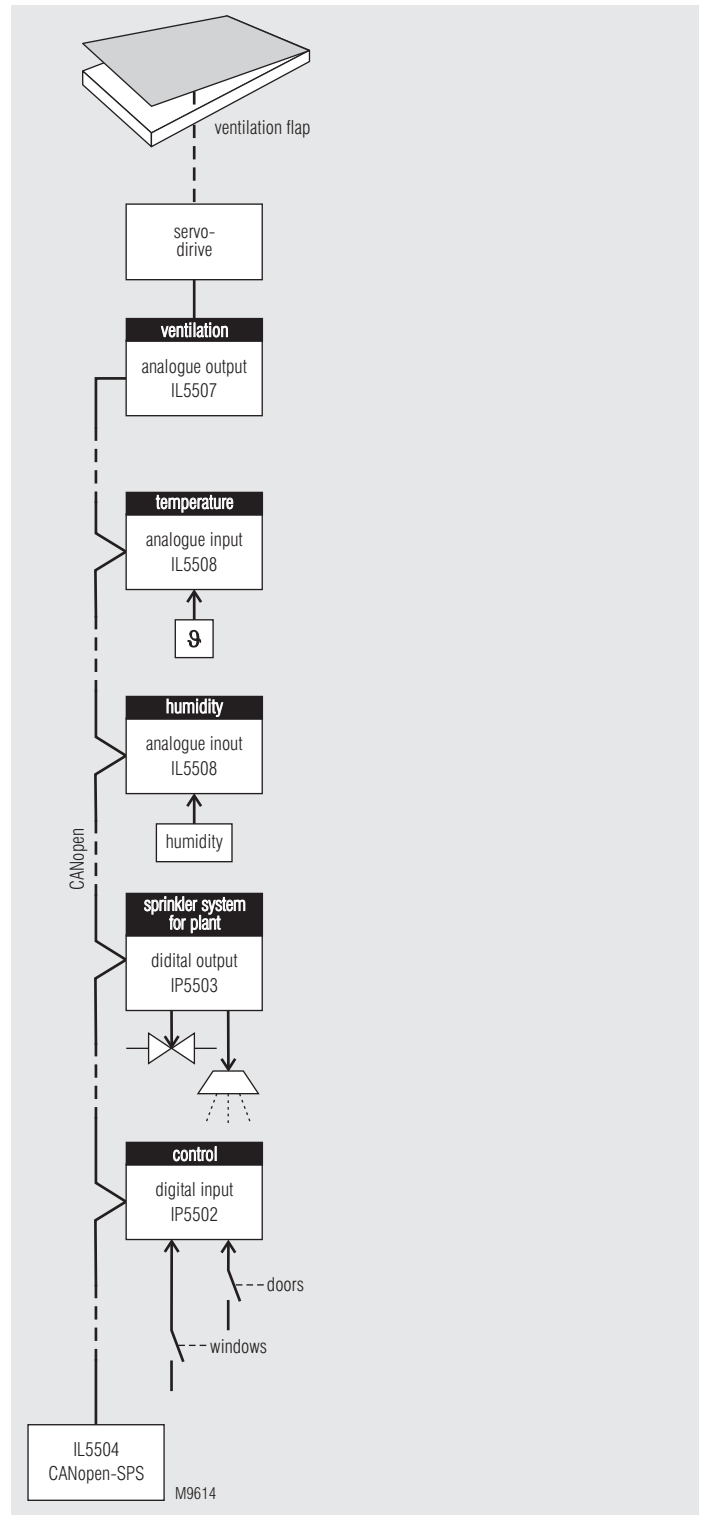 ventilation flap
servo-
dirive
ventilation
analogue output
IL5507
temperature
analogue input
IL5508
ϑ
humidity
analogue inout
IL5508
humidity
CANopen
sprinkler system
for plant
didital output
IP5503
control
digital input
IP5502
doors
windows
IL5504
CANopen-SPS
M9614